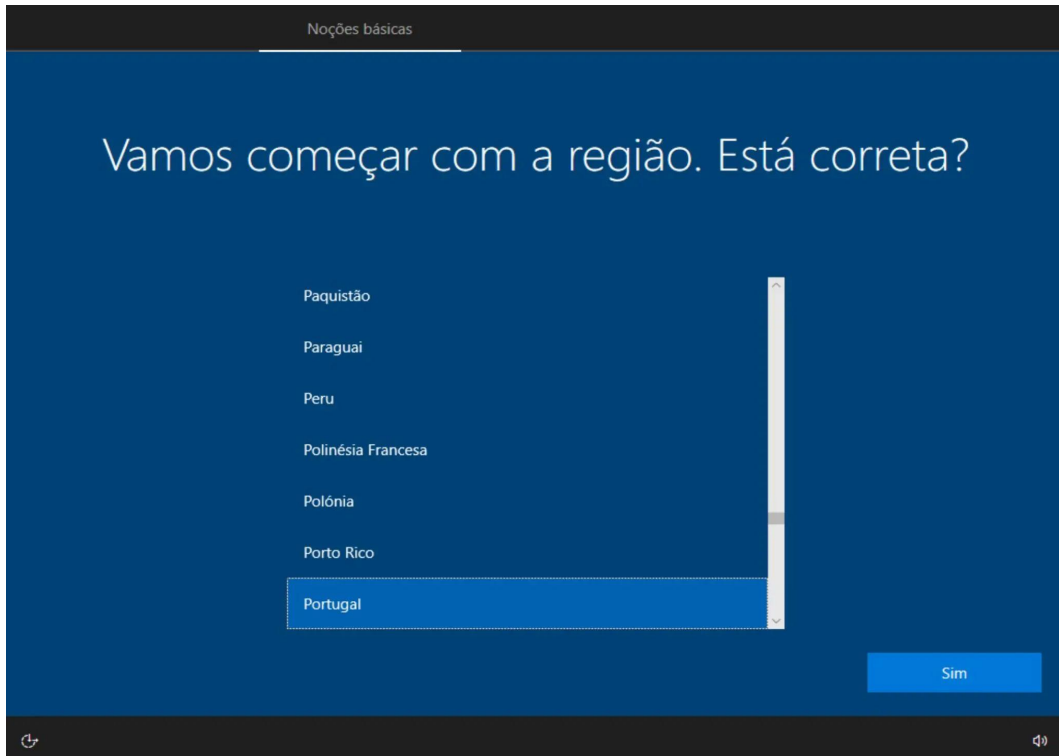 Noções básicas
Vamos começar com a região. Está correta?
Paquistão
Paraguai
Peru
Polinésia Francesa
Polónia
Porto Rico
Portugal
Sim